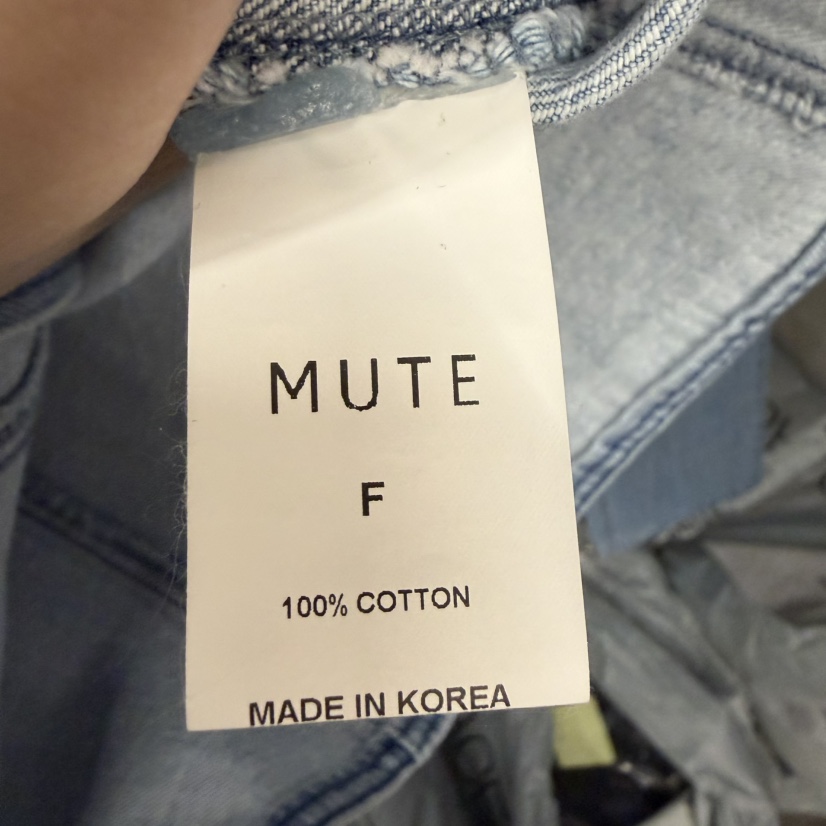 MUTE
F
100% COTTON
MADE IN KOREA